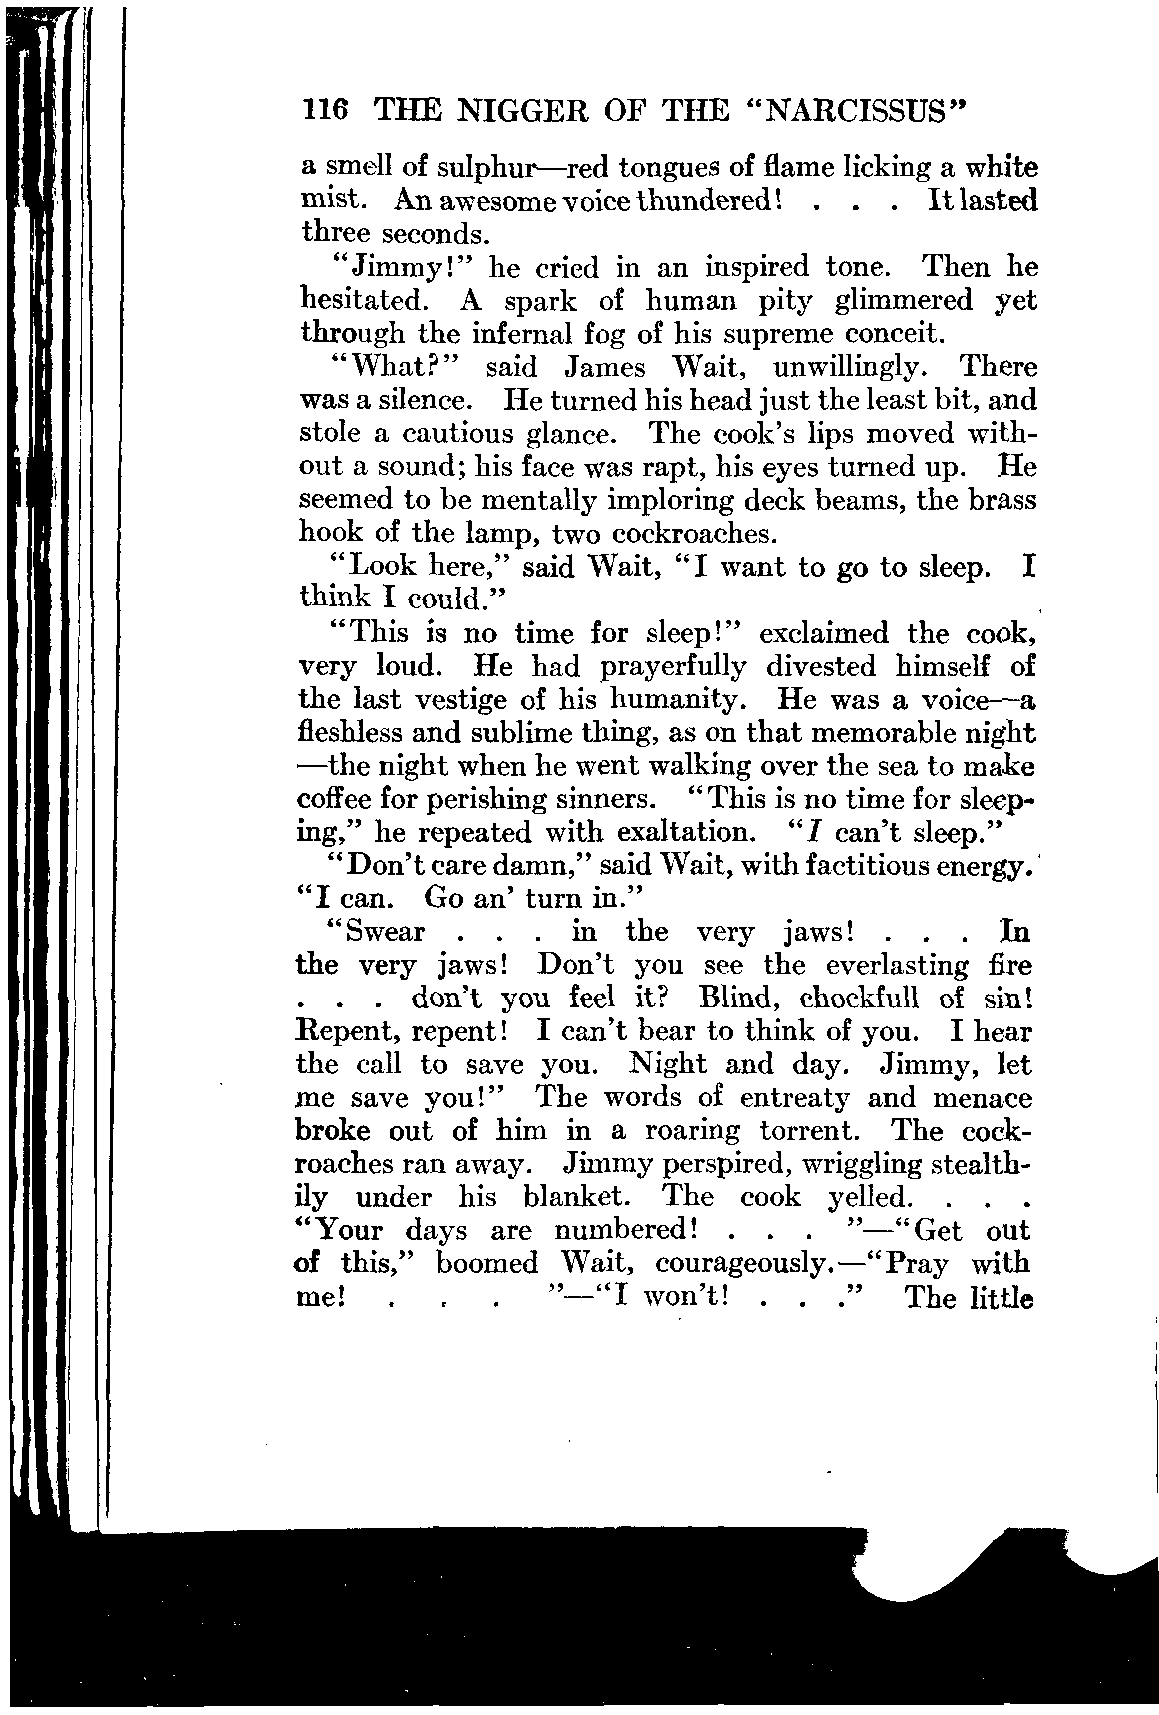 116 THE NIGGER OF THE “NARCISSUS”
a smell of sulphur—red tongues of flame licking a white
mist. An awesome voice thundered! . . . It lasted
three seconds.
“Jimmy!” he cried in an inspired tone. Then he
hesitated. A spark of human pity glimmered yet
through the infernal fog of his supreme conceit.
“What?” said James Wait, unwillingly. There
was a silence. He turned his head just the least bit, and
stole a cautious glance. The cook’s lips moved with-
out a sound; his face was rapt, his eyes turned up. He
seemed to be mentally imploring deck beams, the brass
hook of the lamp, two cockroaches.
“Look here,” said Wait, “I want to go to sleep. I
think I could.”
“This is no time for sleep!” exclaimed the cook,
very loud. He had prayerfully divested himself of
the last vestige of his humanity. He was a voice—a
fleshless and sublime thing, as on that memorable night
—the night when he went walking over the sea to make
coffee for perishing sinners. “This is no time for sleep-
ing,” he repeated with exaltation. “I can’t sleep.”
“Don’t care damn,” said Wait, with factitious energy.
“I can. Go an’ turn in.”
“Swear . . . in the very jaws! . . . In
the very jaws! Don’t you see the everlasting fire
. . . don’t you feel it? Blind, chockfull of sin!
Repent, repent! I can’t bear to think of you. I hear
the call to save you. Night and day. Jimmy, let
me save you!” The words of entreaty and menace
broke out of him in a roaring torrent. The cock-
roaches ran away. Jimmy perspired, wriggling stealth-
ily under his blanket. The cook yelled. . . .
“Your days are numbered! . . . ”—“Get out
of this,” boomed Wait, courageously.—“Pray with
me! . . . ”—“I won’t! . . .” The little